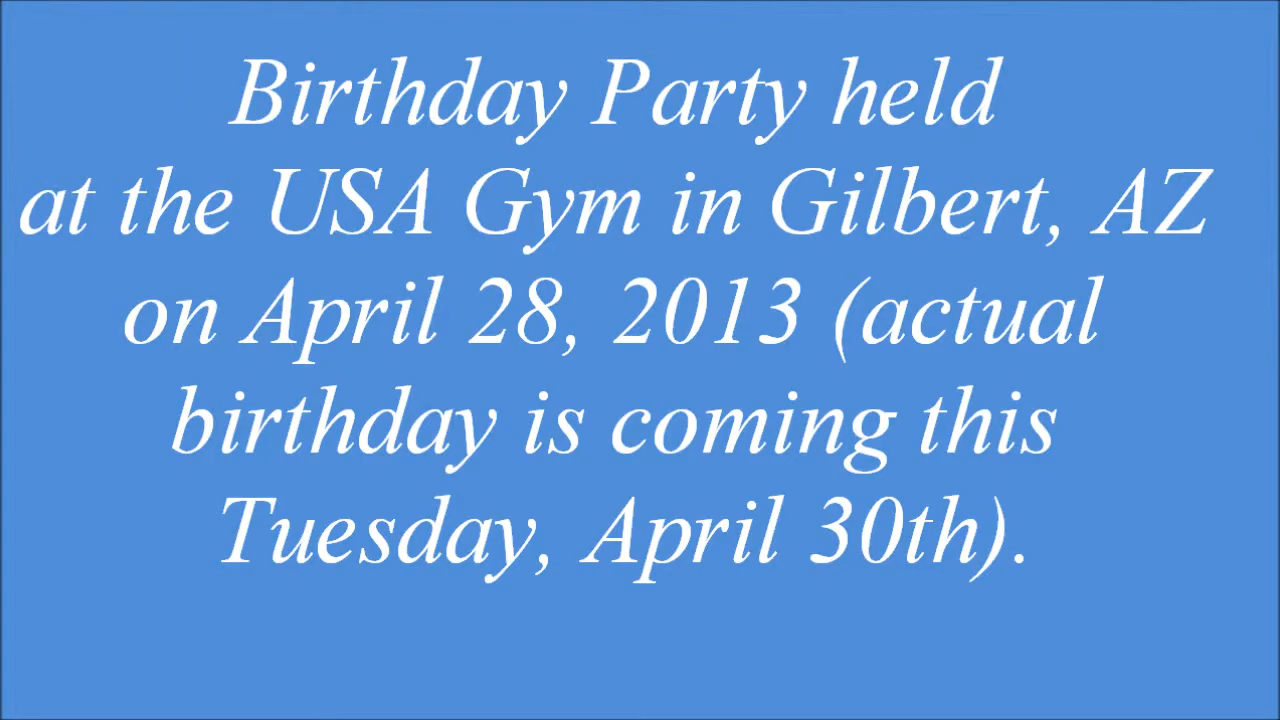 Birthday Party held
at the USA Gym in Gilbert, AZ
on April 28, 2013 (actual
birthday is coming this
Tuesday, April 30th).